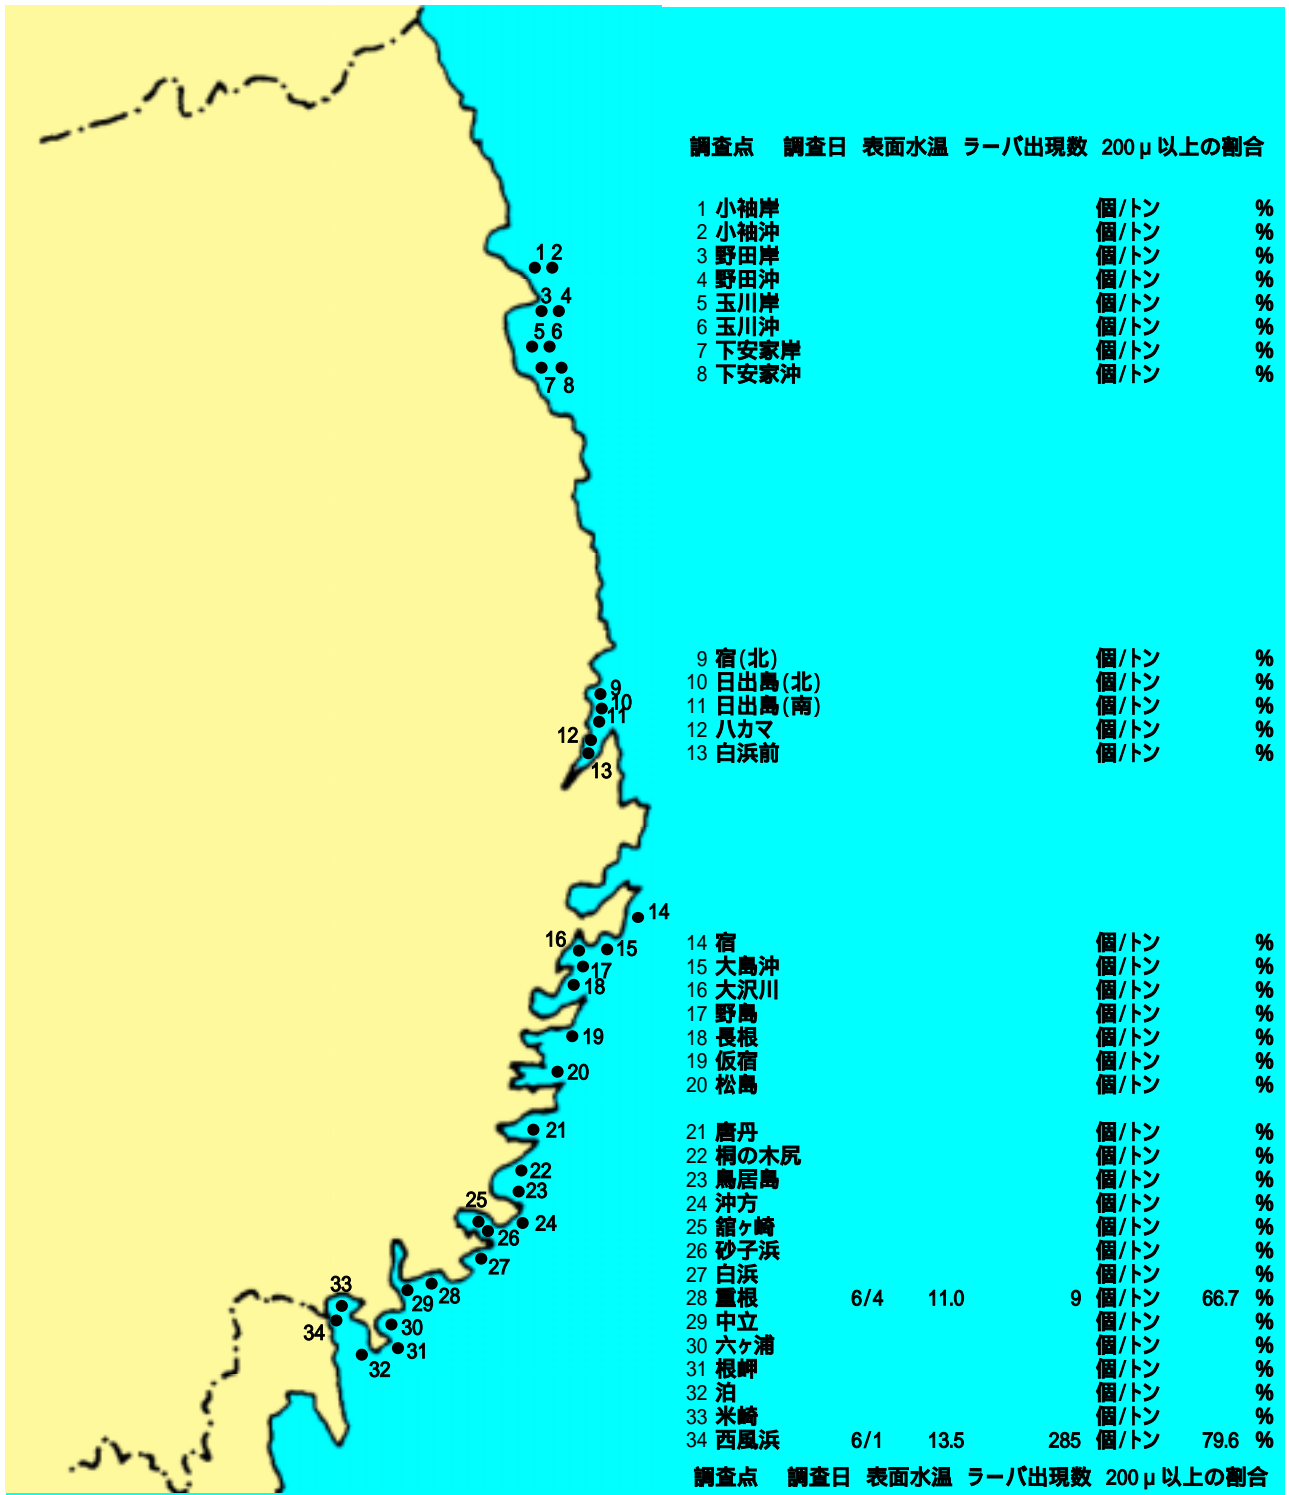 調査点 調査日 表面水温 ラーバ出現数 200μ以上の割合
1 小袖岸 個/トン %
2 小袖沖 個/トン %
3 野田岸 個/トン %
4 野田沖 個/トン %
5 玉川岸 個/トン %
6 玉川沖 個/トン %
7 下安家岸 個/トン %
8 下安家沖 個/トン %
1 2
3 4
5 6
7 8
9 宿(北) 個/トン %
10 日出島(北) 個/トン %
11 日出島(南) 個/トン %
12 ハカマ 個/トン %
13 白浜前 個/トン %
9
10
11
12
13
14 宿 個/トン %
15 大島沖 個/トン %
16 大沢川 個/トン %
17 野島 個/トン %
18 長根 個/トン %
19 仮宿 個/トン %
20 松島 個/トン %
14
16 15
17
18
19
20
21 唐丹 個/トン %
22 桐の木尻 個/トン %
23 鳥居島 個/トン %
24 沖方 個/トン %
25 舘ヶ崎 個/トン %
26 砂子浜 個/トン %
27 白浜 個/トン %
28 重根 6/4 11.0 9 個/トン 66.7 %
29 中立 個/トン %
30 六ヶ浦 個/トン %
31 根岬 個/トン %
32 泊 個/トン %
33 米崎 個/トン %
34 西風浜 6/1 13.5 285 個/トン 79.6 %
21
22
23
25
24
26
27
33
28
29
34
30
31
32
調査点 調査日 表面水温 ラーバ出現数 200μ以上の割合